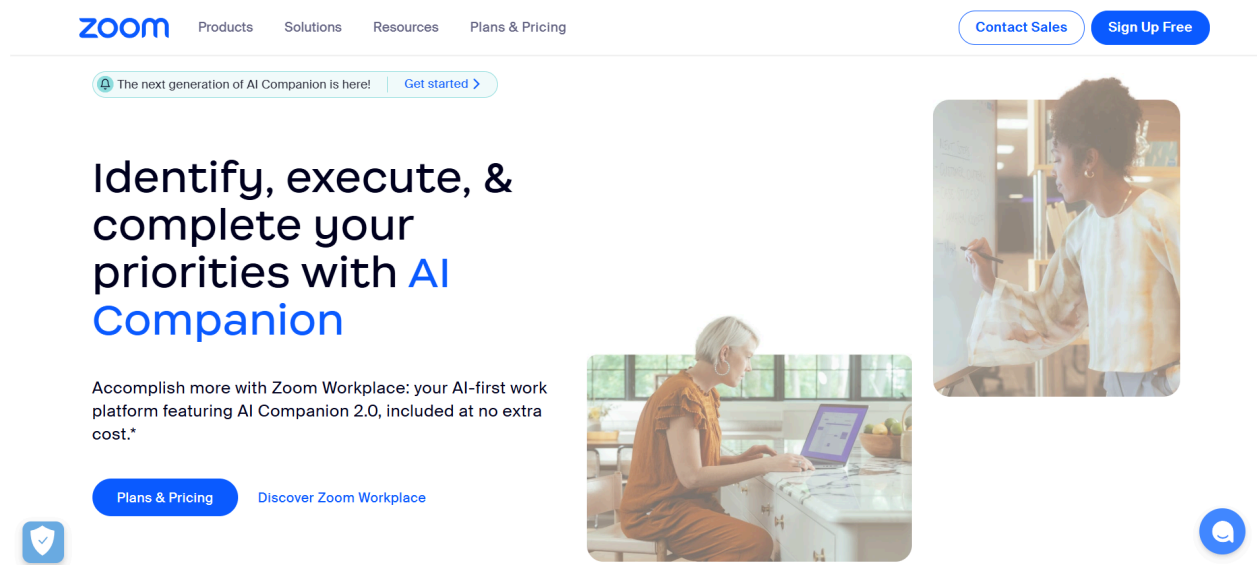 zoom
Products
Solutions
Resources
Plans & Pricing
Contact Sales
Sign Up Free
The next generation of AI Companion is here!
Get started
Identify, execute, &
complete your
priorities with AI
Companion
Accomplish more with Zoom Workplace: your AI-first work
platform featuring AI Companion 2.0, included at no extra
cost.*
Plans & Pricing
Discover Zoom Workplace